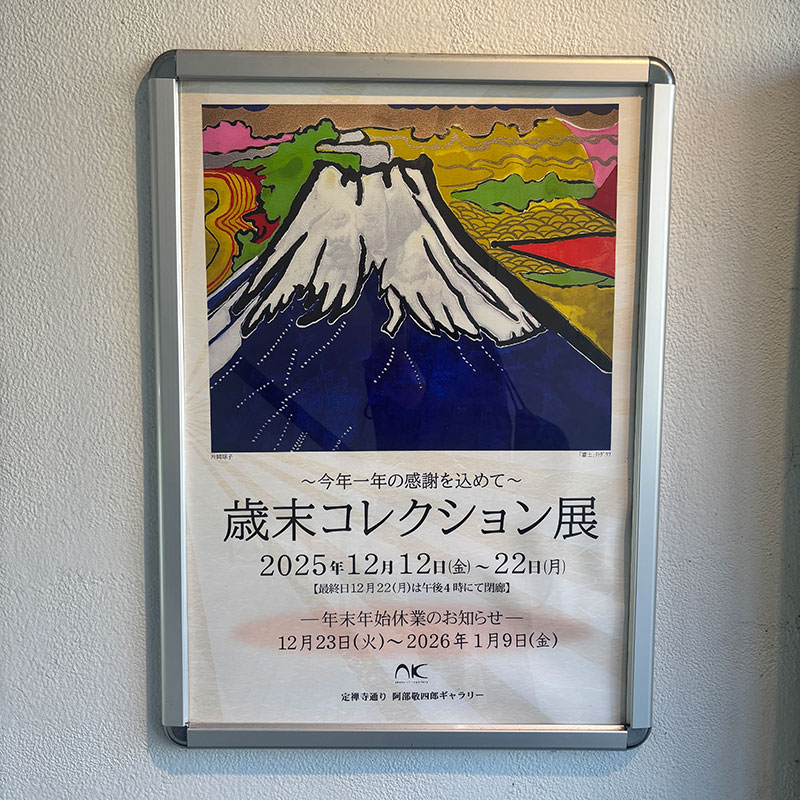 片岡球子
「富士」リトグラフ
〜今年一年の感謝を込めて〜
歳末コレクション展
2025年12月12日(金)〜22日(月)
【最終日12月22(月)は午後4時にて閉廊】
―年末年始休業のお知らせ―
12月23日(火)〜2026年1月9日(金)
定禅寺通り 阿部敬四郎ギャラリー